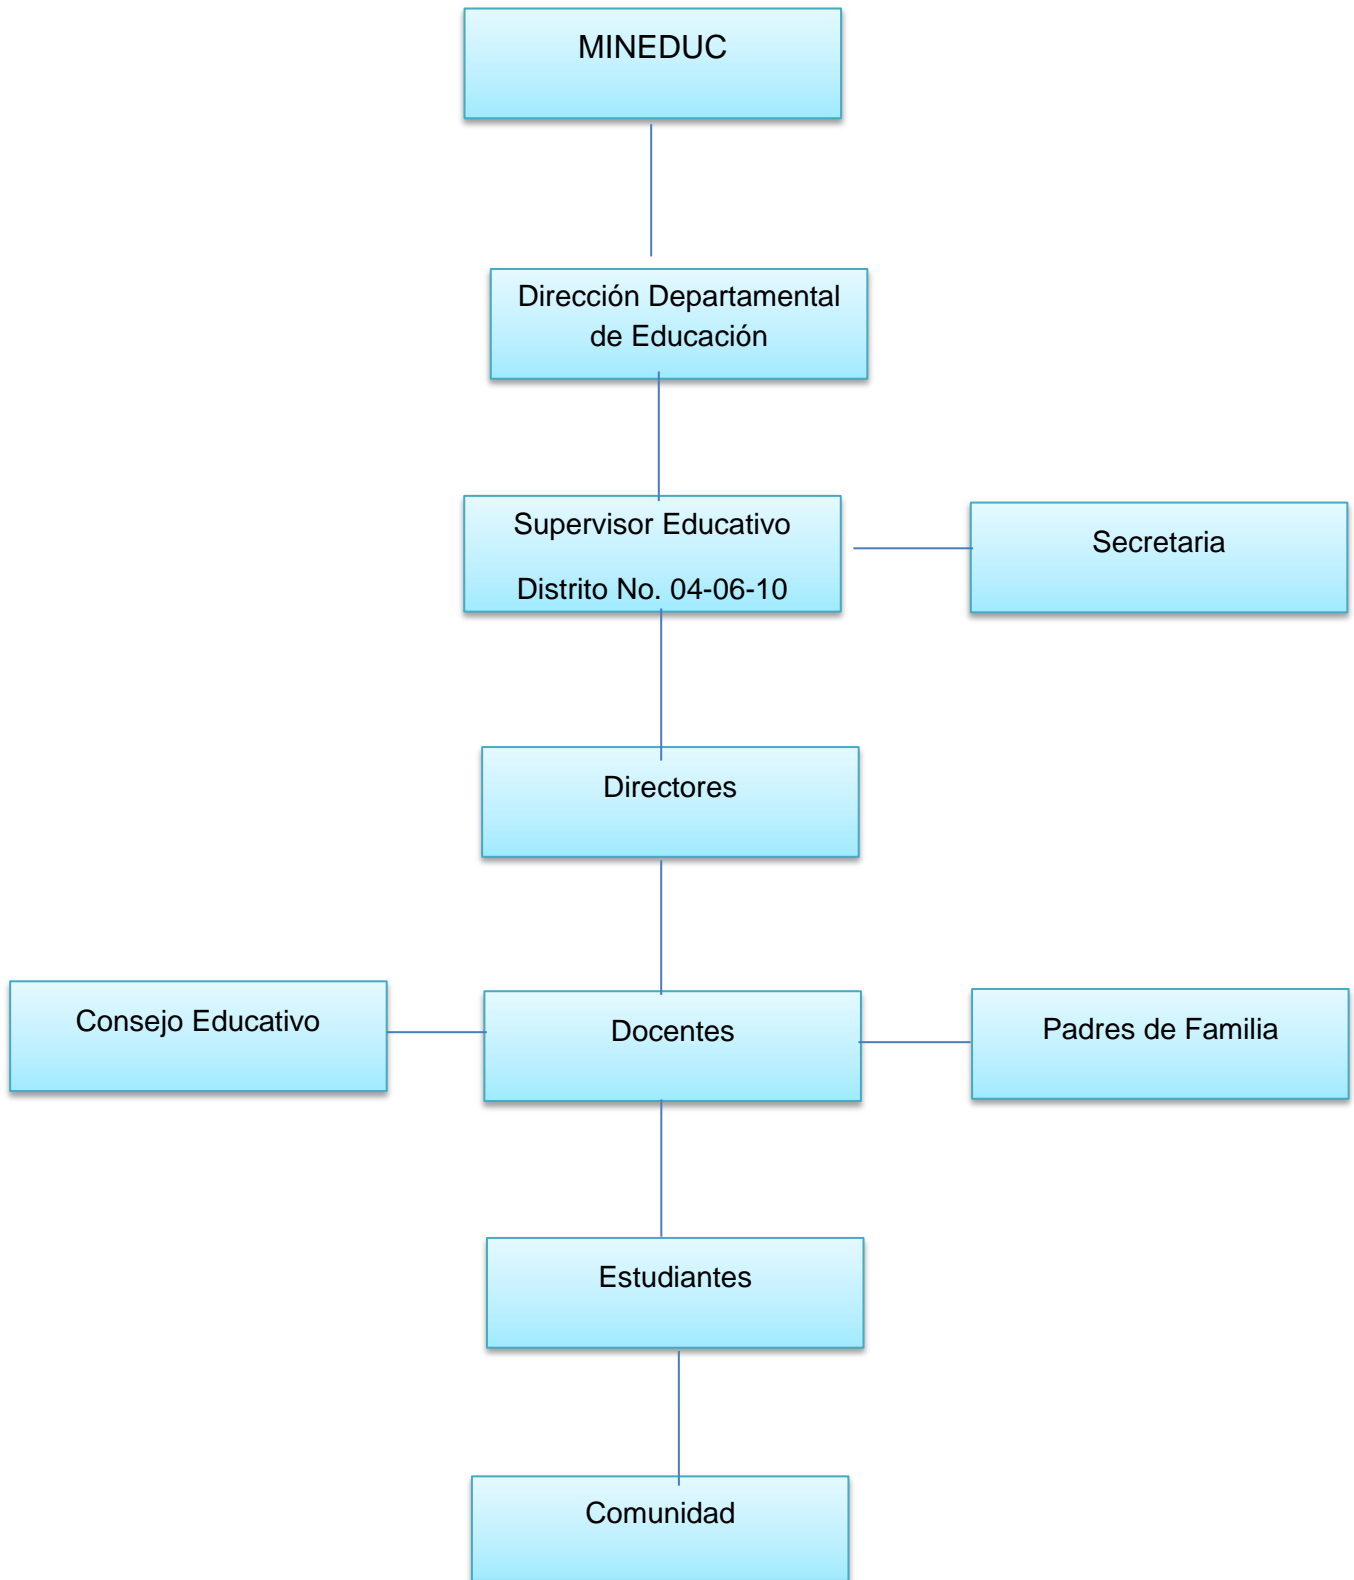 MINEDUC
Dirección Departamental
de Educación
Supervisor Educativo
Distrito No. 04-06-10
Secretaria
Directores
Consejo Educativo
Docentes
Padres de Familia
Estudiantes
Comunidad